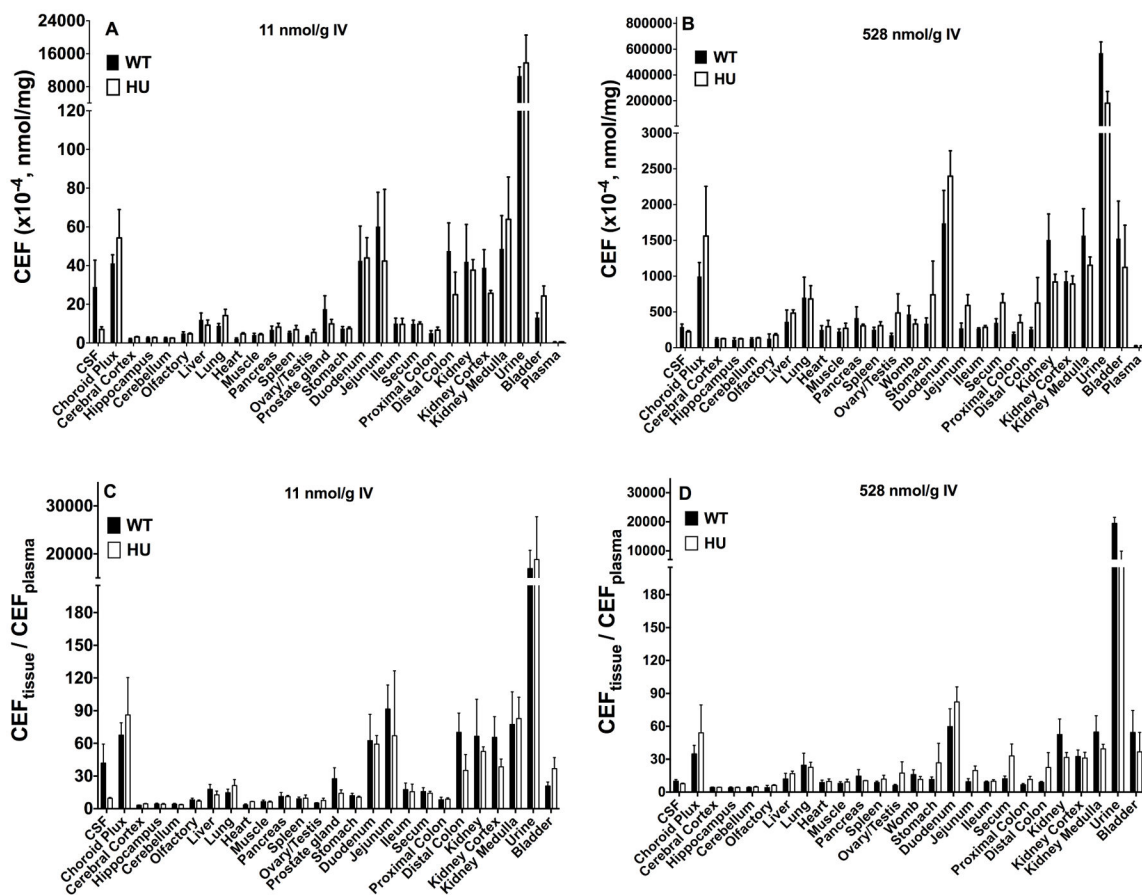 A
11 nmol/g IV
WT
HU
CEF (x10-4, nmol/mg)
24000
16000
8000
120
100
80
60
40
20
0
CSF
Choroid Plux
Cerebral Cortex
Hippocampus
Cerebellum
Olfactory
Liver
Lung
Heart
Muscle
Pancreas
Spleen
Ovary/Testis
Prostate gland
Stomach
Duodenum
Jejunum
Ileum
Secum
Proximal Colon
Distal Colon
Kidney
Kidney Cortex
Kidney Medulla
Urine
Bladder
Plasma
B
528 nmol/g IV
WT
HU
CEF (x10-4, nmol/mg)
800000
600000
400000
200000
3000
2500
2000
1500
1000
500
0
CSF
Choroid Plux
Cerebral Cortex
Hippocampus
Cerebellum
Olfactory
Liver
Lung
Heart
Muscle
Pancreas
Spleen
Ovary/Testis
Womb
Stomach
Duodenum
Jejunum
Ileum
Secum
Proximal Colon
Distal Colon
Kidney
Kidney Cortex
Kidney Medulla
Urine
Bladder
Plasma
C
11 nmol/g IV
WT
HU
CEFtissue / CEFplasma
30000
20000
180
150
120
90
60
30
0
CSF
Choroid Plux
Cerebral Cortex
Hippocampus
Cerebellum
Olfactory
Liver
Lung
Heart
Muscle
Pancreas
Spleen
Ovary/Testis
Prostate gland
Stomach
Duodenum
Jejunum
Ileum
Secum
Proximal Colon
Distal Colon
Kidney
Kidney Cortex
Kidney Medulla
Urine
Bladder
D
528 nmol/g IV
WT
HU
CEFtissue / CEFplasma
30000
20000
10000
180
150
120
90
60
30
0
CSF
Choroid Plux
Cerebral Cortex
Hippocampus
Cerebellum
Olfactory
Liver
Lung
Heart
Muscle
Pancreas
Spleen
Ovary/Testis
Womb
Stomach
Duodenum
Jejunum
Ileum
Secum
Proximal Colon
Distal Colon
Kidney
Kidney Cortex
Kidney Medulla
Urine
Bladder